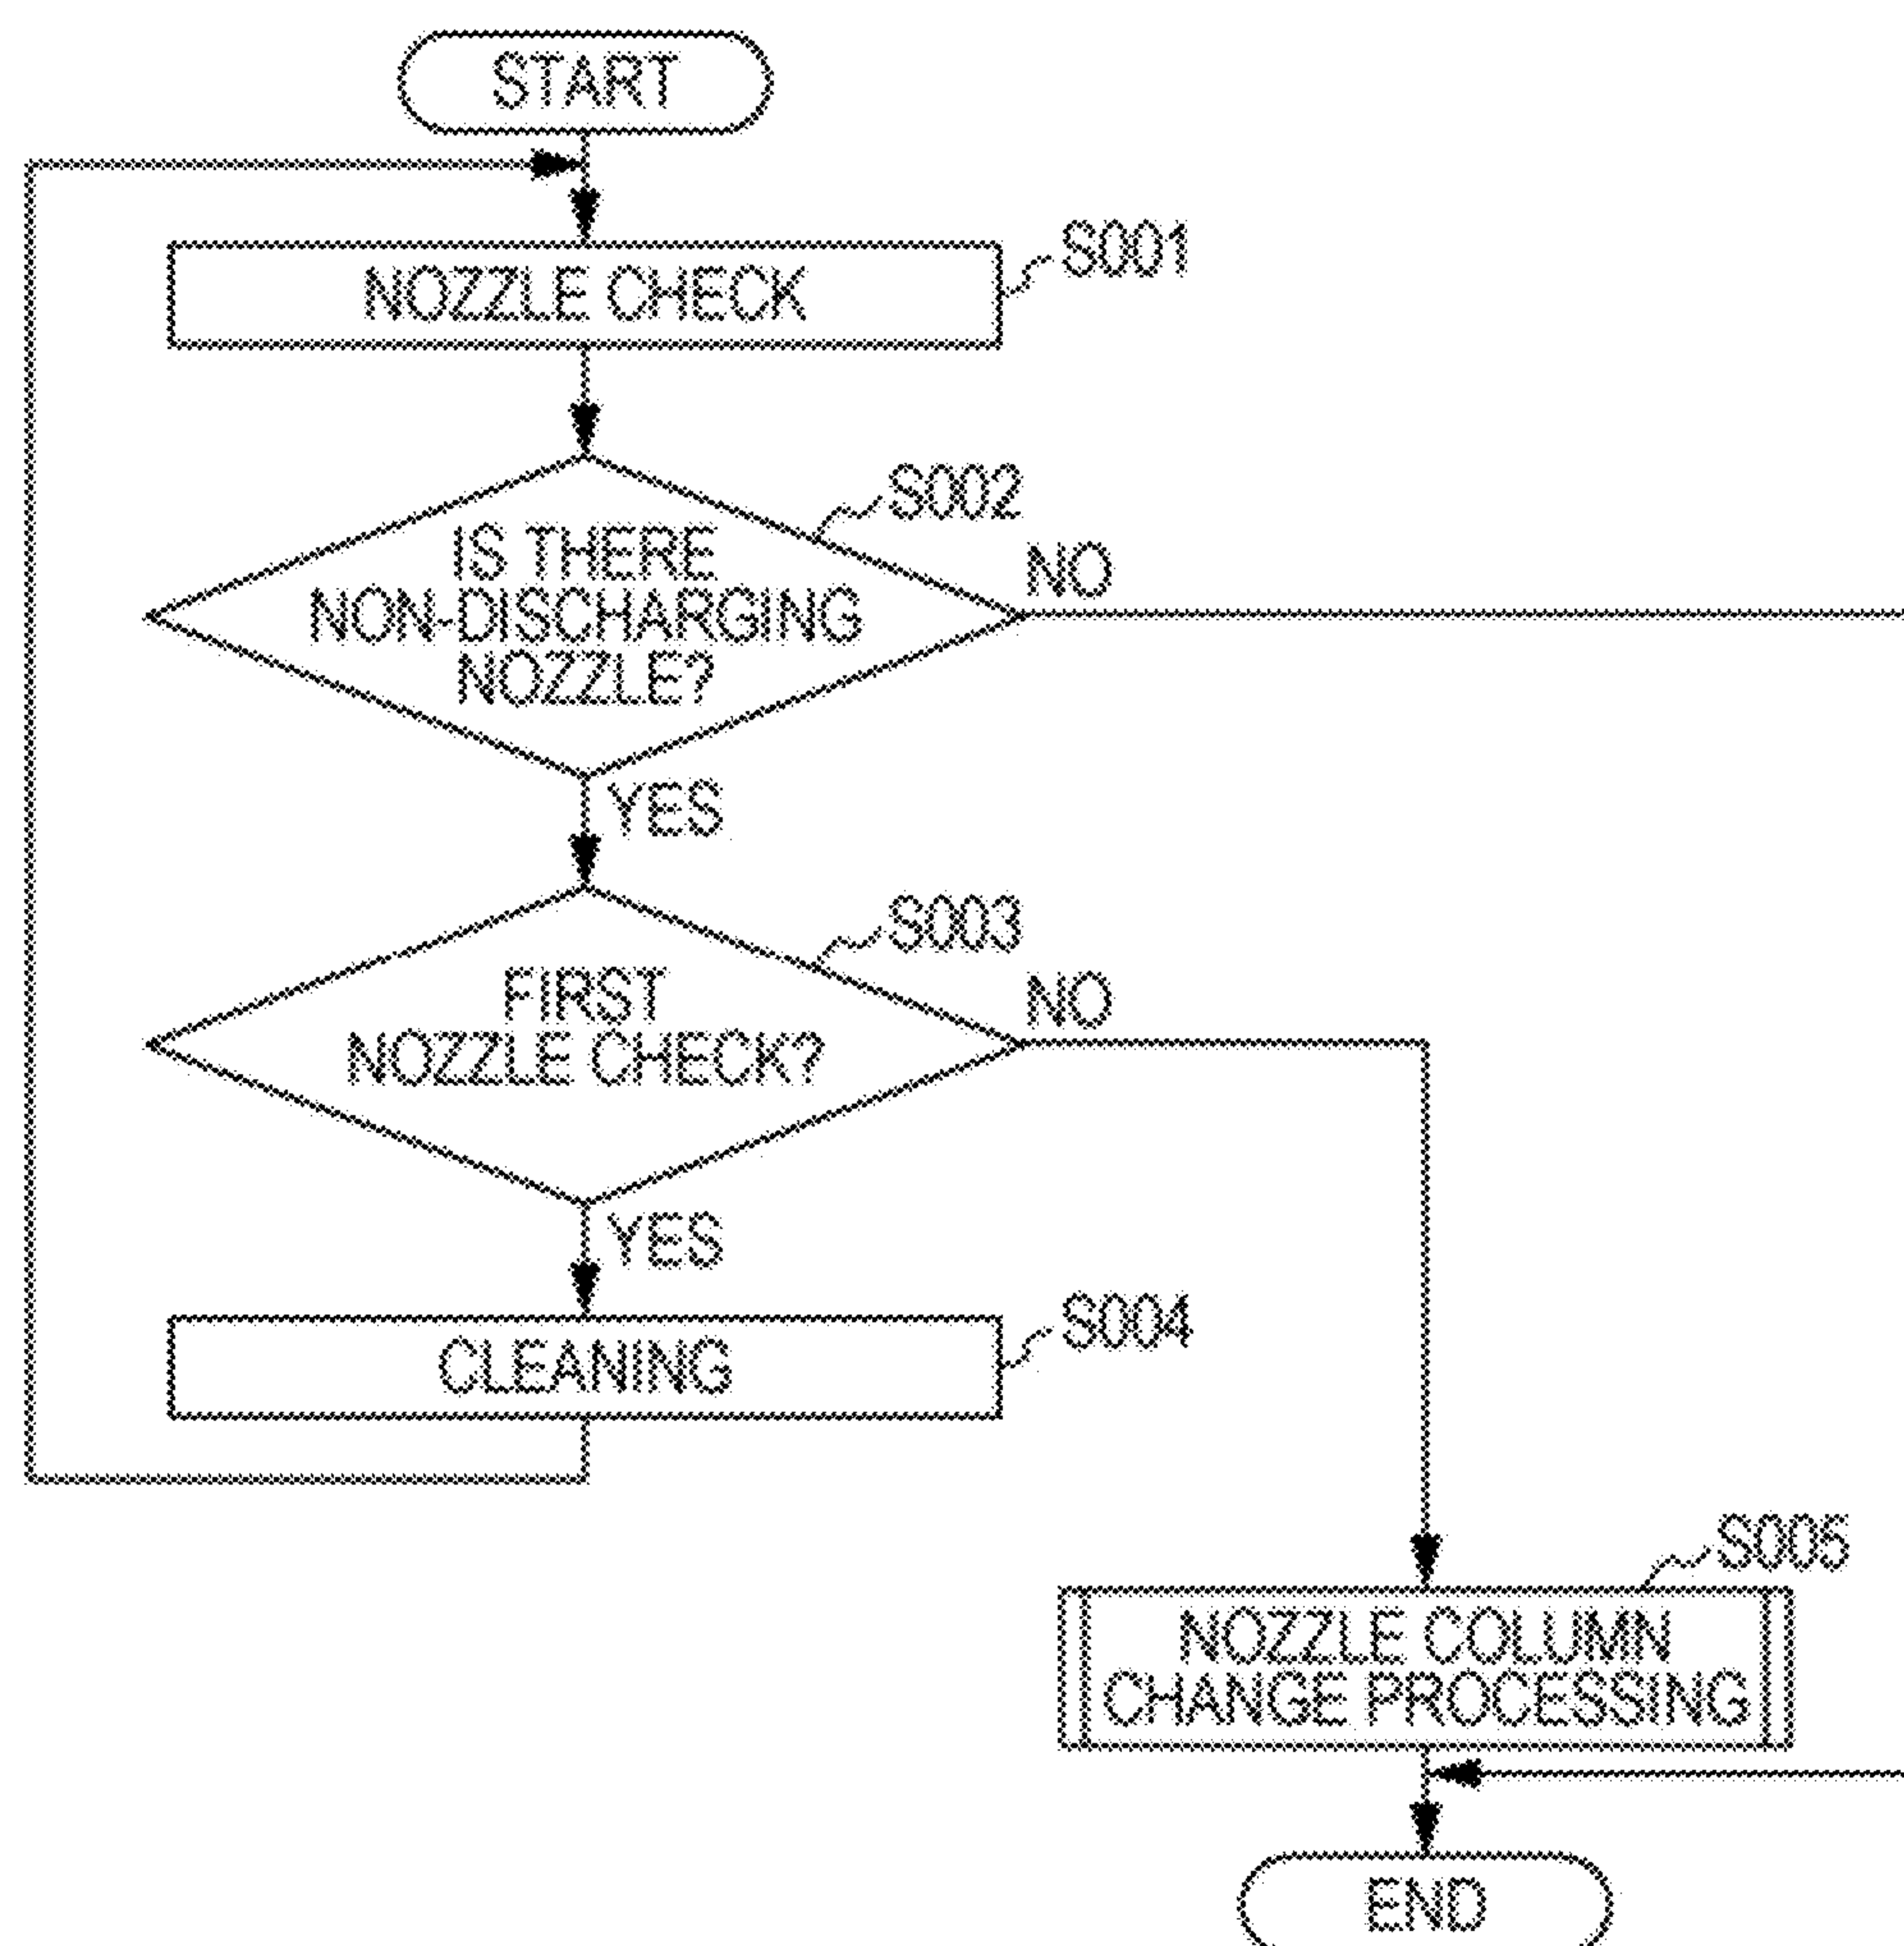 START
NOZZLE CHECK
S001
S002
IS THERE
NON-DISCHARGING
NOZZLE?
NO
YES
S003
FIRST
NOZZLE CHECK?
NO
YES
CLEANING
S004
S005
NOZZLE COLUMN
CHANGE PROCESSING
END